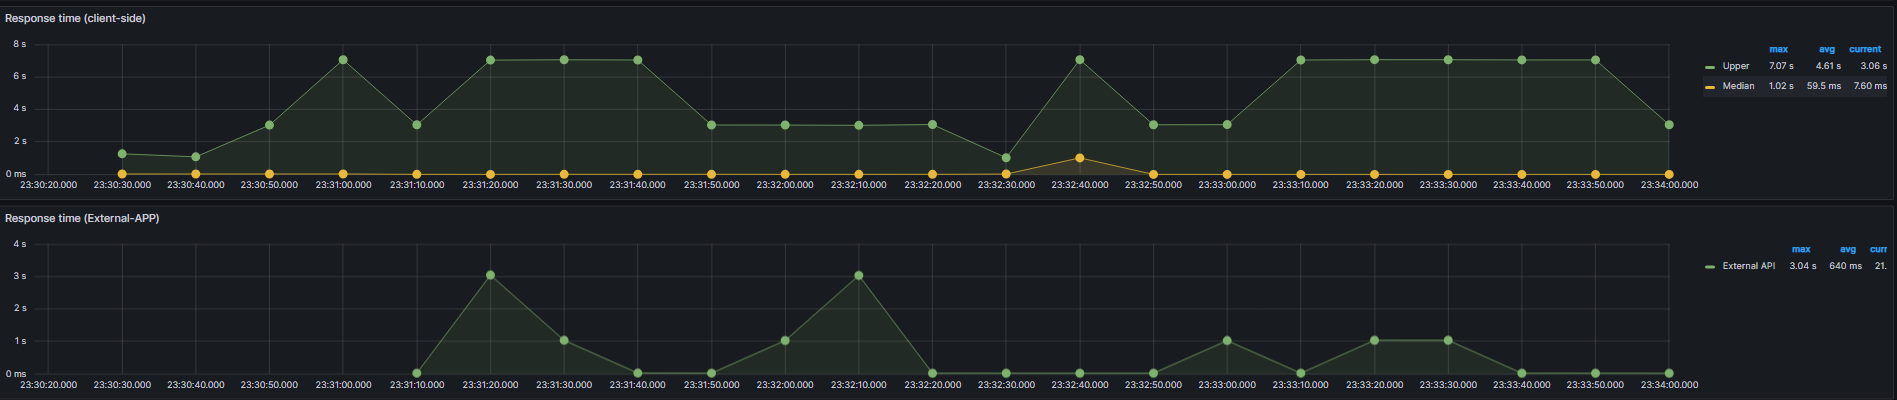 Response time (client-side)
8 s
6 s
4 s
2 s
0 ms
23:30:20.000 23:30:30.000 23:30:40.000 23:30:50.000 23:31:00.000 23:31:10.000 23:31:20.000 23:31:30.000 23:31:40.000 23:31:50.000 23:32:00.000 23:32:10.000 23:32:20.000 23:32:30.000 23:32:40.000 23:32:50.000 23:33:00.000 23:33:10.000 23:33:20.000 23:33:30.000 23:33:40.000 23:33:50.000 23:34:00.000
max avg current
Upper 7.07 s 4.61 s 3.06 s
Median 1.02 s 59.5 ms 7.60 ms
Response time (External-APP)
4 s
3 s
2 s
1 s
0 ms
23:30:20.000 23:30:30.000 23:30:40.000 23:30:50.000 23:31:00.000 23:31:10.000 23:31:20.000 23:31:30.000 23:31:40.000 23:31:50.000 23:32:00.000 23:32:10.000 23:32:20.000 23:32:30.000 23:32:40.000 23:32:50.000 23:33:00.000 23:33:10.000 23:33:20.000 23:33:30.000 23:33:40.000 23:33:50.000 23:34:00.000
max avg curr
External API 3.04 s 640 ms 21.